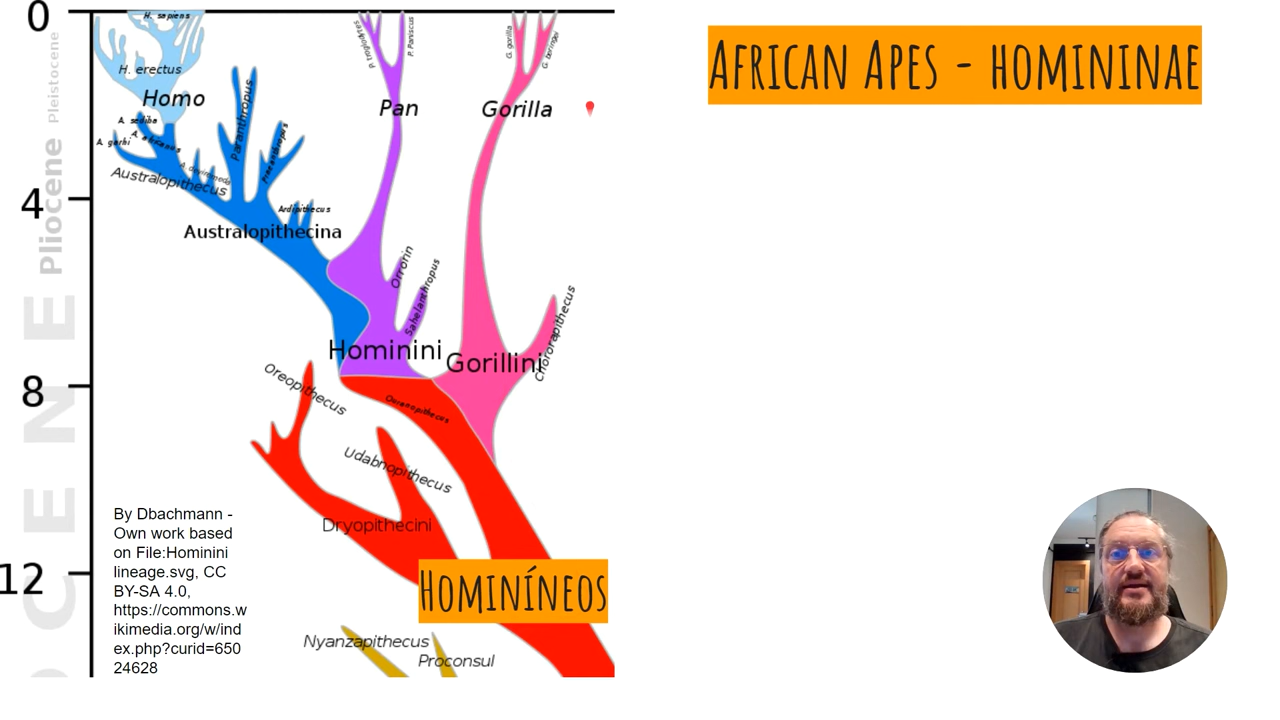 AFRICAN APES - HOMININAE
0
4
8
12
Pleistocene
Pliocene
H. sapiens
H. erectus
Homo
A. sediba
A. africanus
A. garhi
A. deyiremeda
Australopithecus
Paranthropus
Praeanthropus
Ardipithecus
Australopithecina
P. troglodytes
P. Paniscus
Pan
G. gorilla
G. beringei
Gorilla
Orrorin
Sahelanthropus
Chororapithecus
Hominini
Gorillini
Oreopithecus
Ouranopithecus
Udabnopithecus
Dryopithecini
HOMINÍNEOS
Nyanzapithecus
Proconsul
By Dbachmann -
Own work based
on File:Hominini
lineage.svg, CC
BY-SA 4.0,
https://commons.w
ikimedia.org/w/ind
ex.php?curid=650
24628